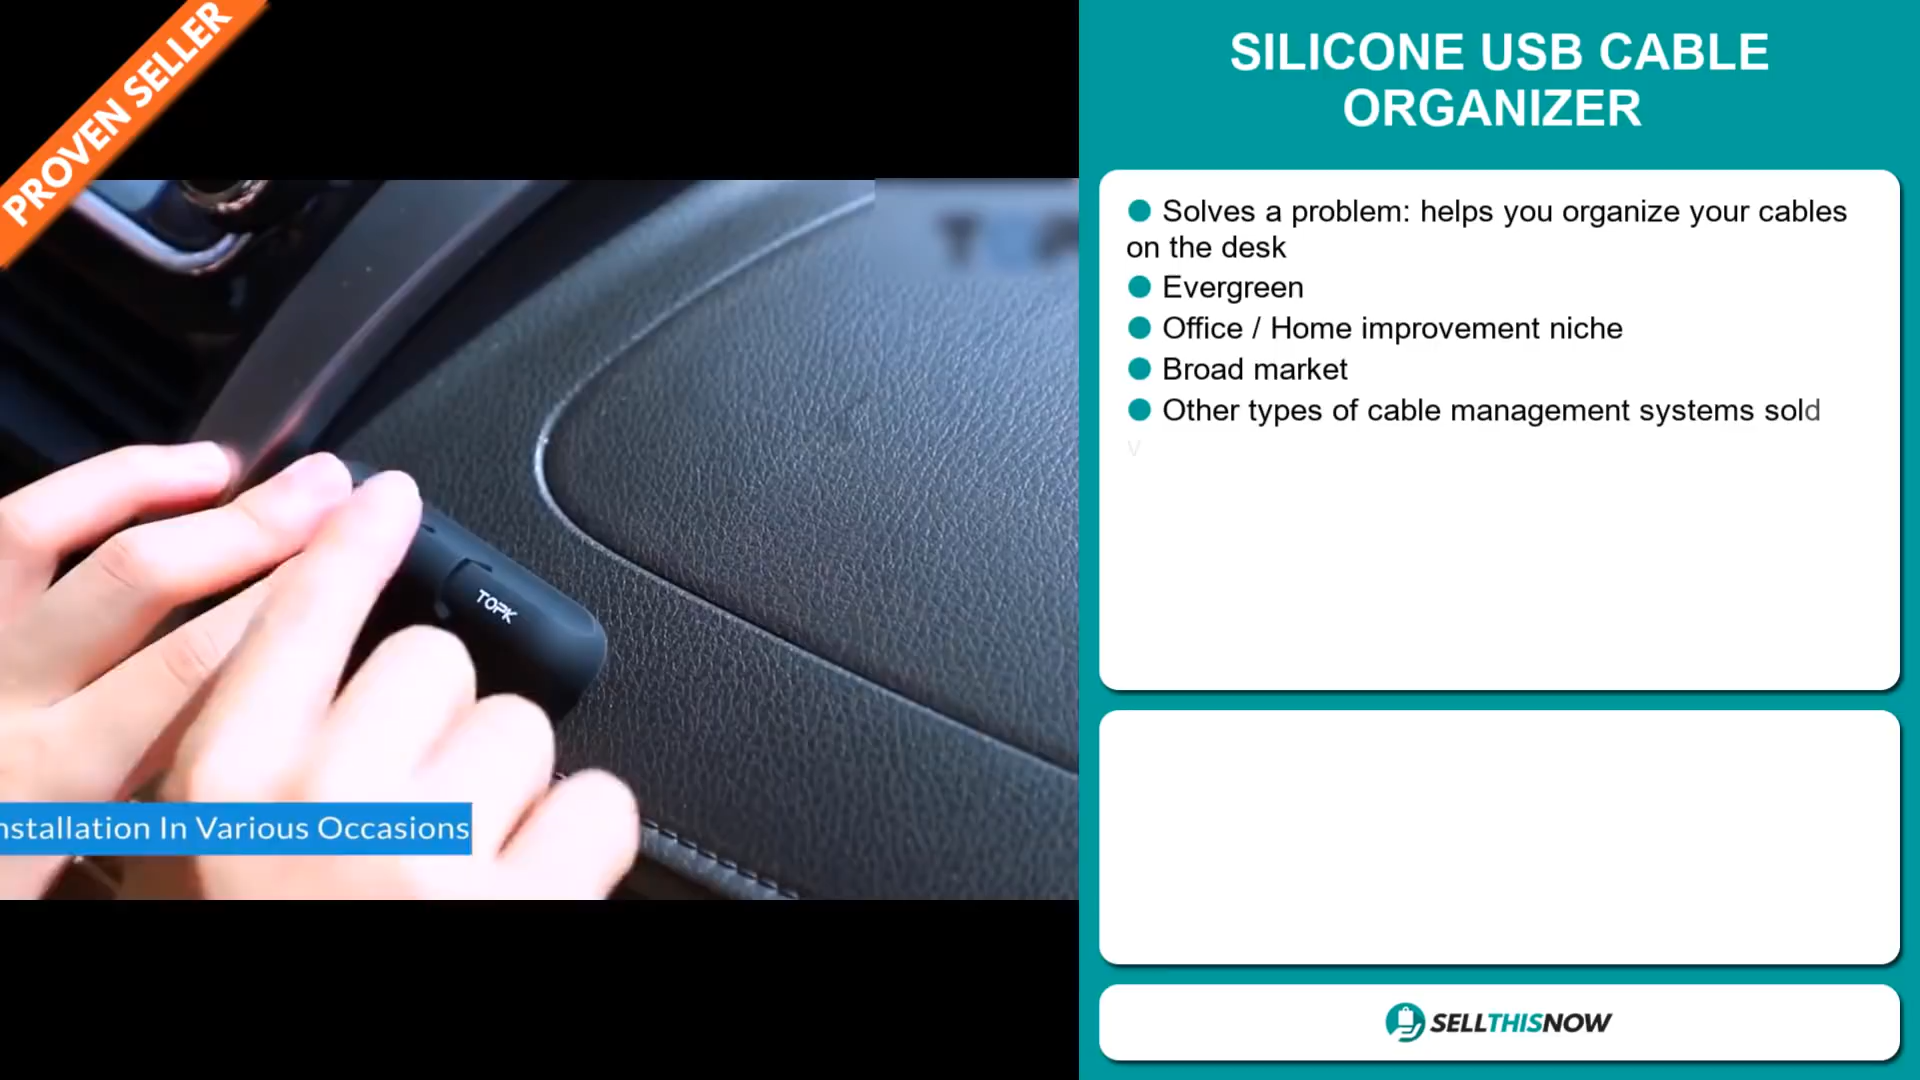 PROVEN SELLER
SILICONE USB CABLE
ORGANIZER
● Solves a problem: helps you organize your cables
on the desk
● Evergreen
● Office / Home improvement niche
● Broad market
● Other types of cable management systems sold
v
TOPK
nstallation In Various Occasions
SELLTHISNOW